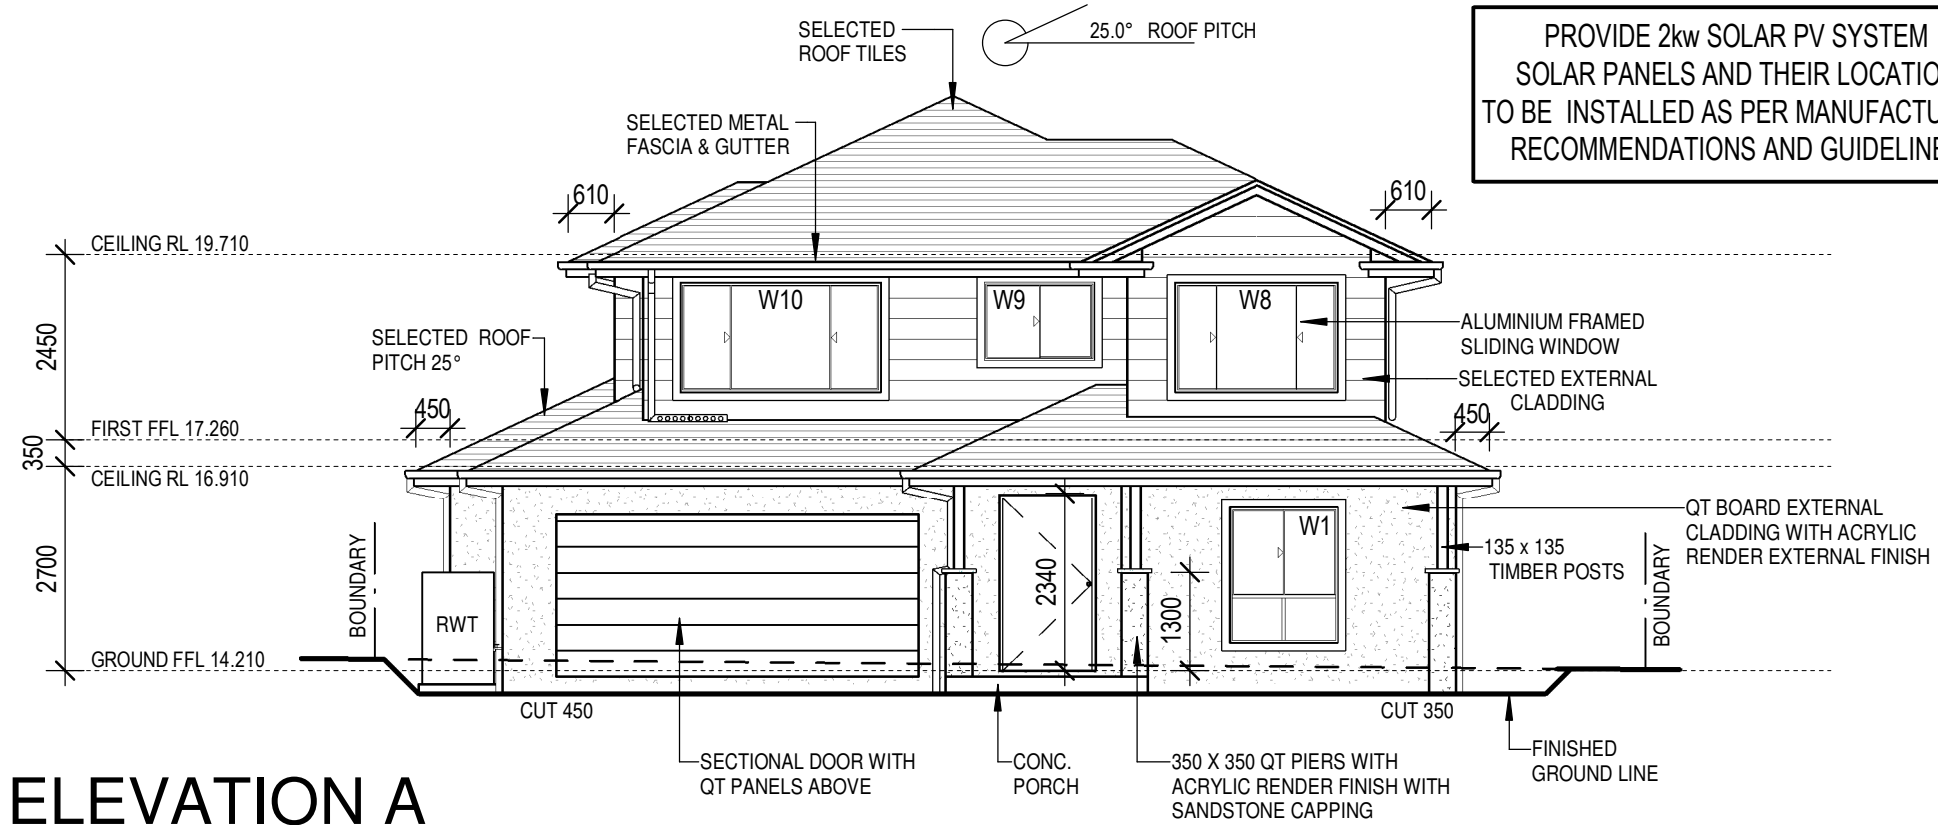 SELECTED
ROOF TILES
25.0° ROOF PITCH
PROVIDE 2kw SOLAR PV SYSTEM
SOLAR PANELS AND THEIR LOCATIO
TO BE INSTALLED AS PER MANUFACTU
RECOMMENDATIONS AND GUIDELINE
SELECTED METAL
FASCIA & GUTTER
610
610
CEILING RL 19.710
2450
W10
W9
W8
SELECTED ROOF
PITCH 25°
ALUMINIUM FRAMED
SLIDING WINDOW
SELECTED EXTERNAL
CLADDING
450
450
FIRST FFL 17.260
350
CEILING RL 16.910
2700
BOUNDARY
RWT
2340
1300
W1
135 x 135
TIMBER POSTS
BOUNDARY
QT BOARD EXTERNAL
CLADDING WITH ACRYLIC
RENDER EXTERNAL FINISH
GROUND FFL 14.210
CUT 450
CUT 350
SECTIONAL DOOR WITH
QT PANELS ABOVE
CONC.
PORCH
350 X 350 QT PIERS WITH
ACRYLIC RENDER FINISH WITH
SANDSTONE CAPPING
FINISHED
GROUND LINE
ELEVATION A